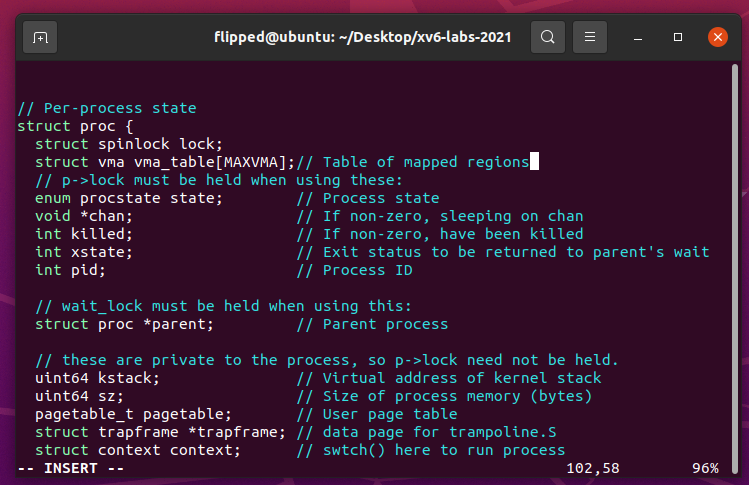 flipped@ubuntu: ~/Desktop/xv6-labs-2021
// Per-process state
struct proc {
  struct spinlock lock;
  struct vma vma_table[MAXVMA];// Table of mapped regions
  // p->lock must be held when using these:
  enum procstate state;        // Process state
  void *chan;                  // If non-zero, sleeping on chan
  int killed;                  // If non-zero, have been killed
  int xstate;                  // Exit status to be returned to parent's wait
  int pid;                     // Process ID

  // wait_lock must be held when using this:
  struct proc *parent;         // Parent process

  // these are private to the process, so p->lock need not be held.
  uint64 kstack;               // Virtual address of kernel stack
  uint64 sz;                   // Size of process memory (bytes)
  pagetable_t pagetable;       // User page table
  struct trapframe *trapframe; // data page for trampoline.S
  struct context context;      // swtch() here to run process
-- INSERT --                                                  102,58        96%